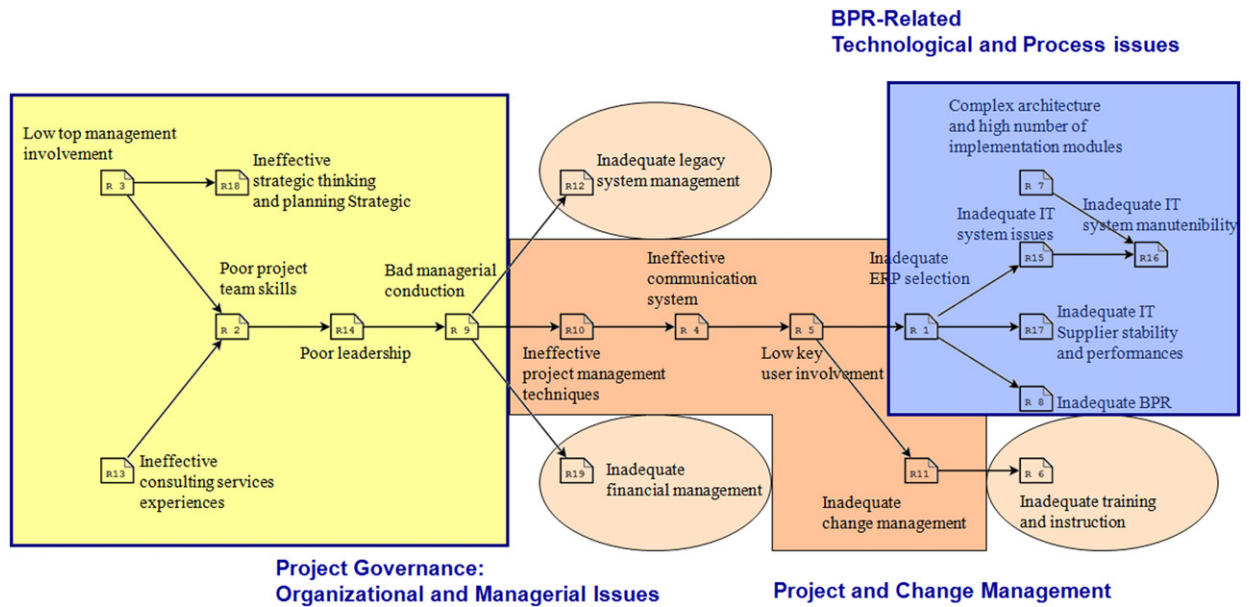 BPR-Related
Technological and Process issues
Low top management
involvement
R 3
R18
Ineffective
strategic thinking
and planning Strategic
Poor project
team skills
R 2
R14
Poor leadership
Bad managerial
conduction
R 9
R13
Ineffective
consulting services
experiences
R12
Inadequate legacy
system management
R10
Ineffective
project management
techniques
Ineffective
communication
system
R 4
R 5
Low key
user involvement
R19
Inadequate
financial management
R11
Inadequate
change management
R 6
Inadequate training
and instruction
Complex architecture
and high number of
implementation modules
R 7
Inadequate IT
system manutenibility
R16
Inadequate IT
system issues
R15
Inadequate
ERP selection
R 1
R17
Inadequate IT
Supplier stability
and performances
R 8
Inadequate BPR
Project Governance:
Organizational and Managerial Issues
Project and Change Management